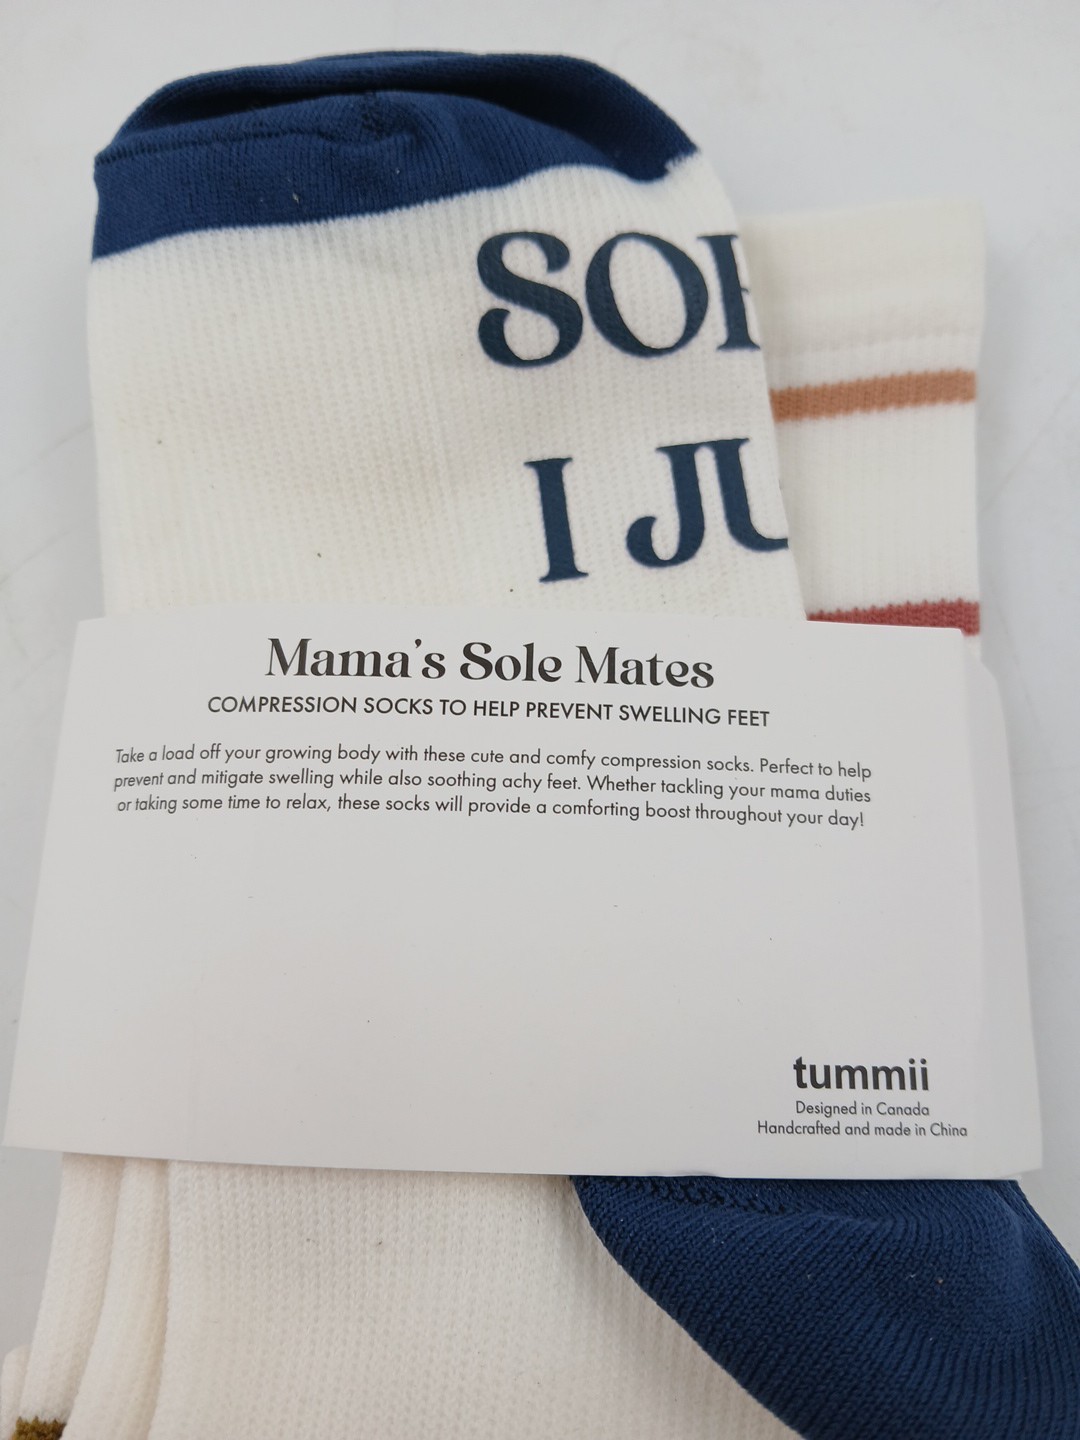 SO
I JU
Mama's Sole Mates
COMPRESSION SOCKS TO HELP PREVENT SWELLING FEET
Take a load off your growing body with these cute and comfy compression socks. Perfect to help
prevent and mitigate swelling while also soothing achy feet. Whether tackling your mama duties
or taking some time to relax, these socks will provide a comforting boost throughout your day!
tummii
Designed in Canada
Handcrafted and made in China